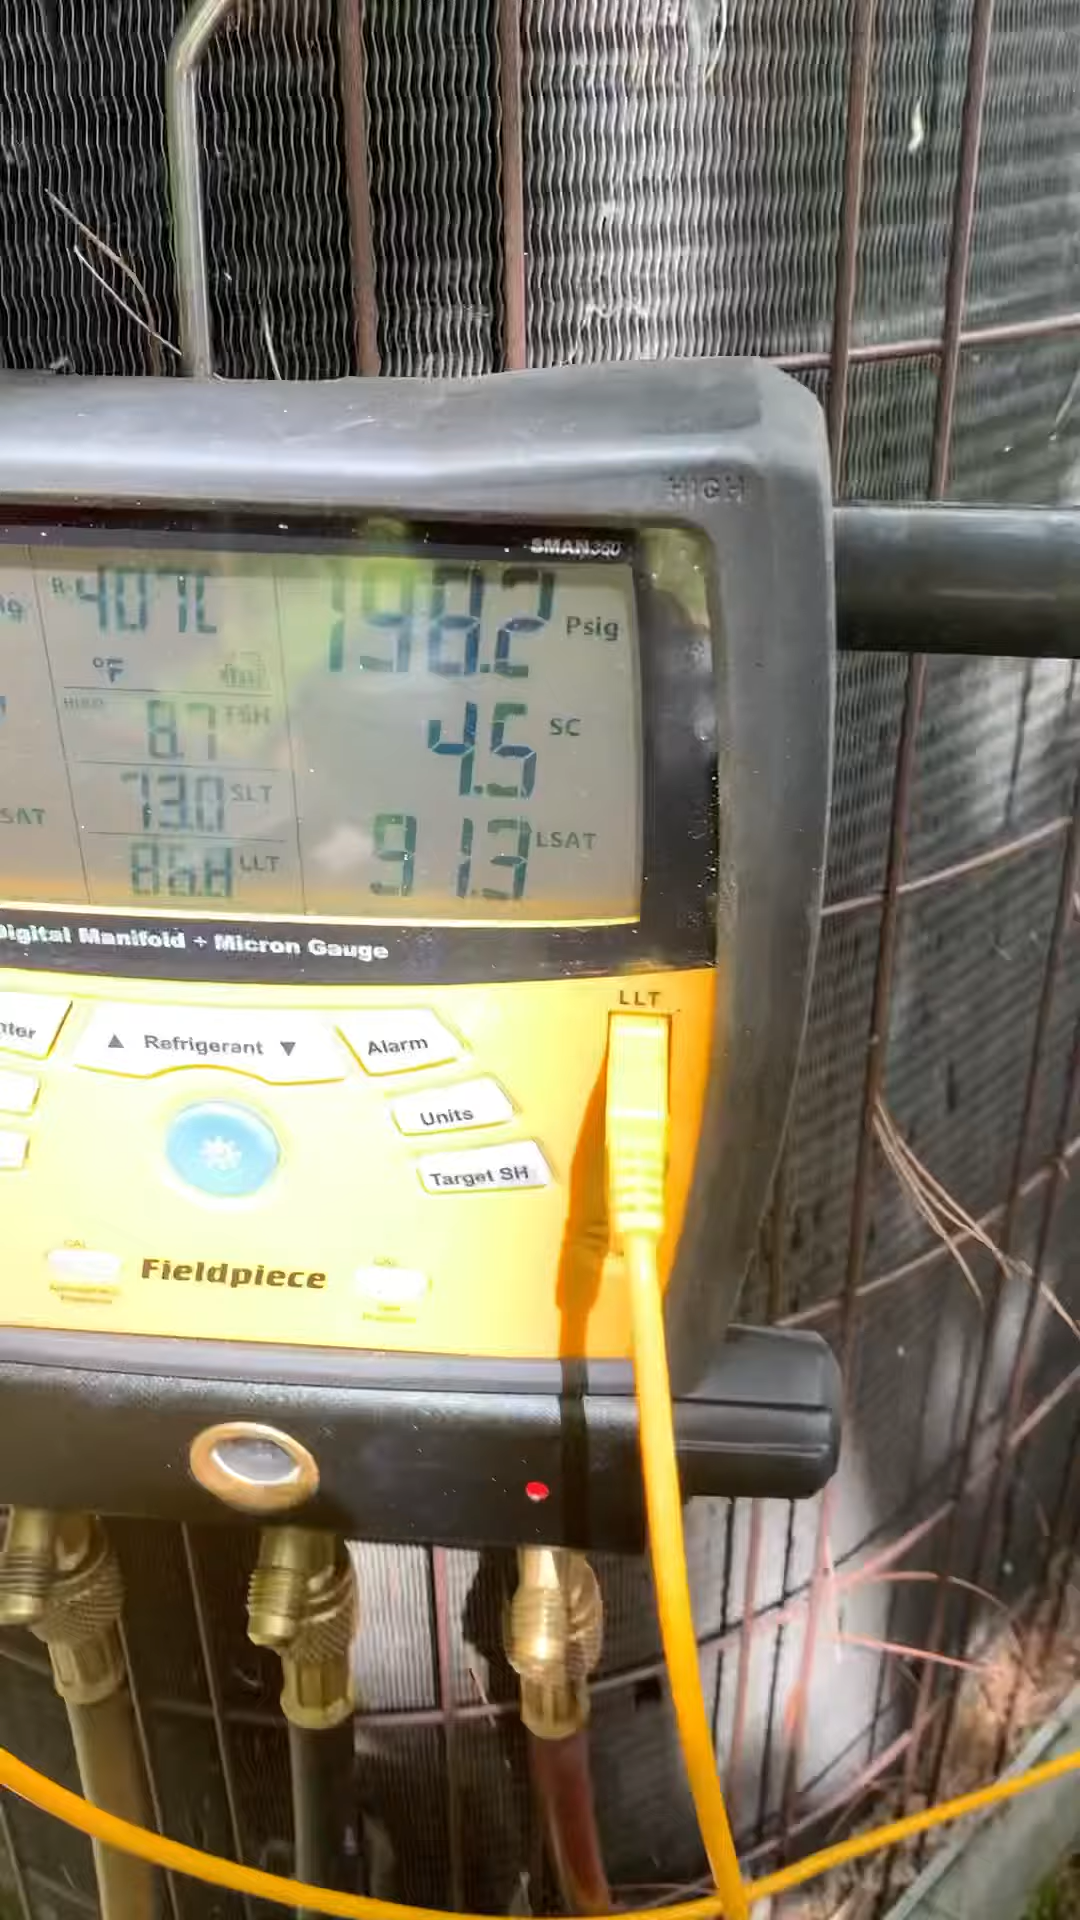 HIGH
SMAN360
R-407C
198.2 Psig
°F
8.7 TSH
4.5 SC
73.0 SLT
SAT
91.3 LSAT
86.8 LLT
Digital Manifold + Micron Gauge
LLT
▲ Refrigerant ▼
Alarm
Units
Target SH
Fieldpiece